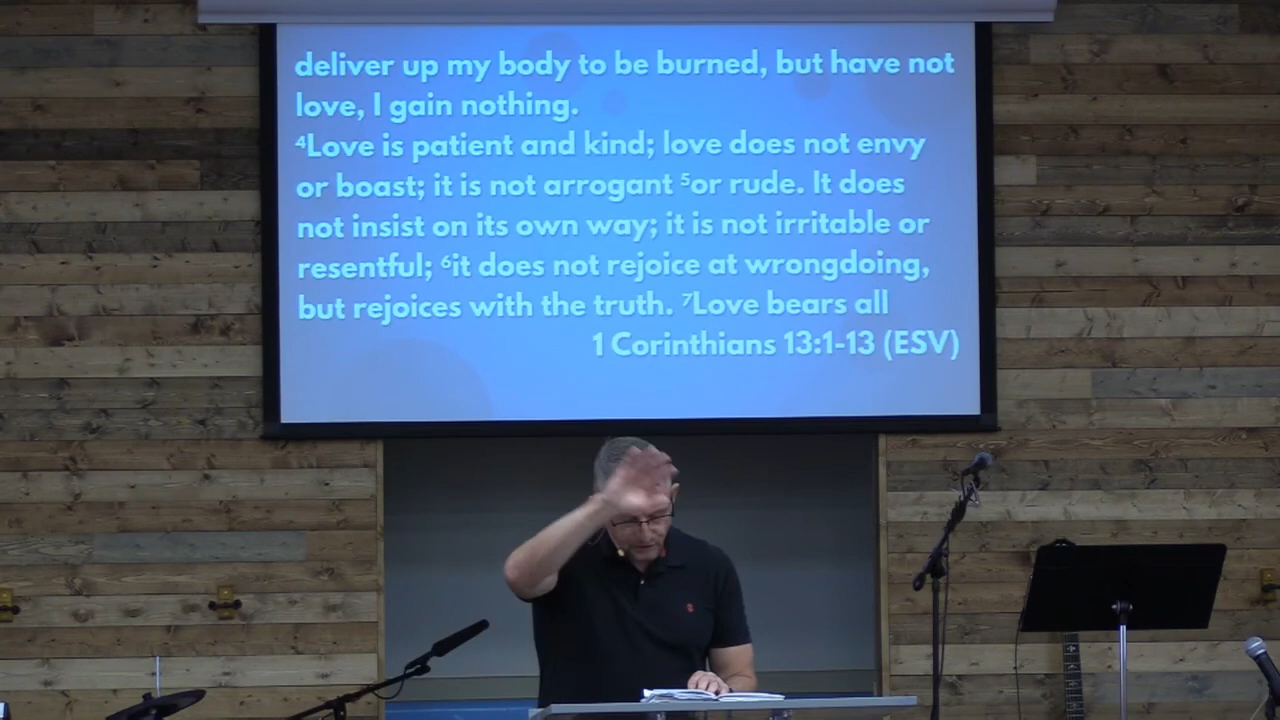 deliver up my body to be burned, but have not
love, I gain nothing.
⁴Love is patient and kind; love does not envy
or boast; it is not arrogant ⁵or rude. It does
not insist on its own way; it is not irritable or
resentful; ⁶it does not rejoice at wrongdoing,
but rejoices with the truth. ⁷Love bears all
1 Corinthians 13:1-13 (ESV)